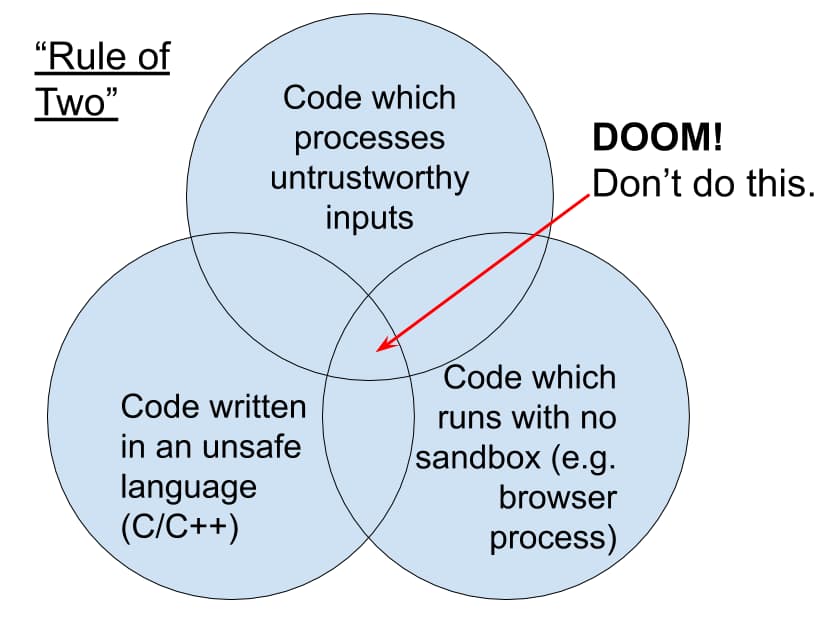 “Rule of
Two”
Code which
processes
untrustworthy
inputs
DOOM!
Don’t do this.
Code written
in an unsafe
language
(C/C++)
Code which
runs with no
sandbox (e.g.
browser
process)